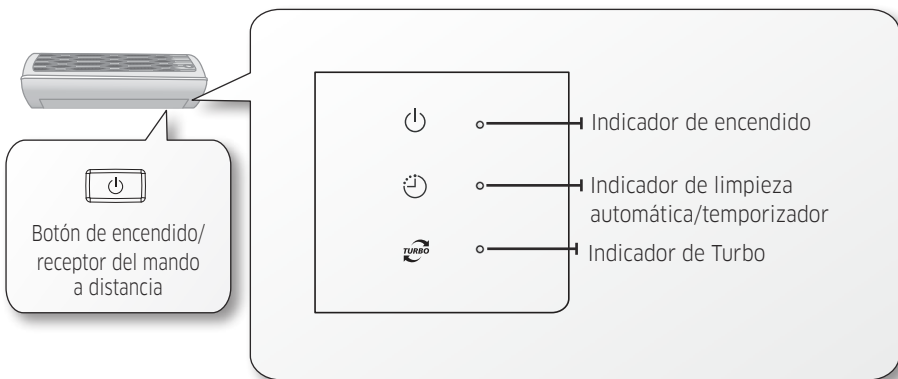 Indicador de encendido
Indicador de limpieza
automática/temporizador
TURBO
Indicador de Turbo
Botón de encendido/
receptor del mando
a distancia